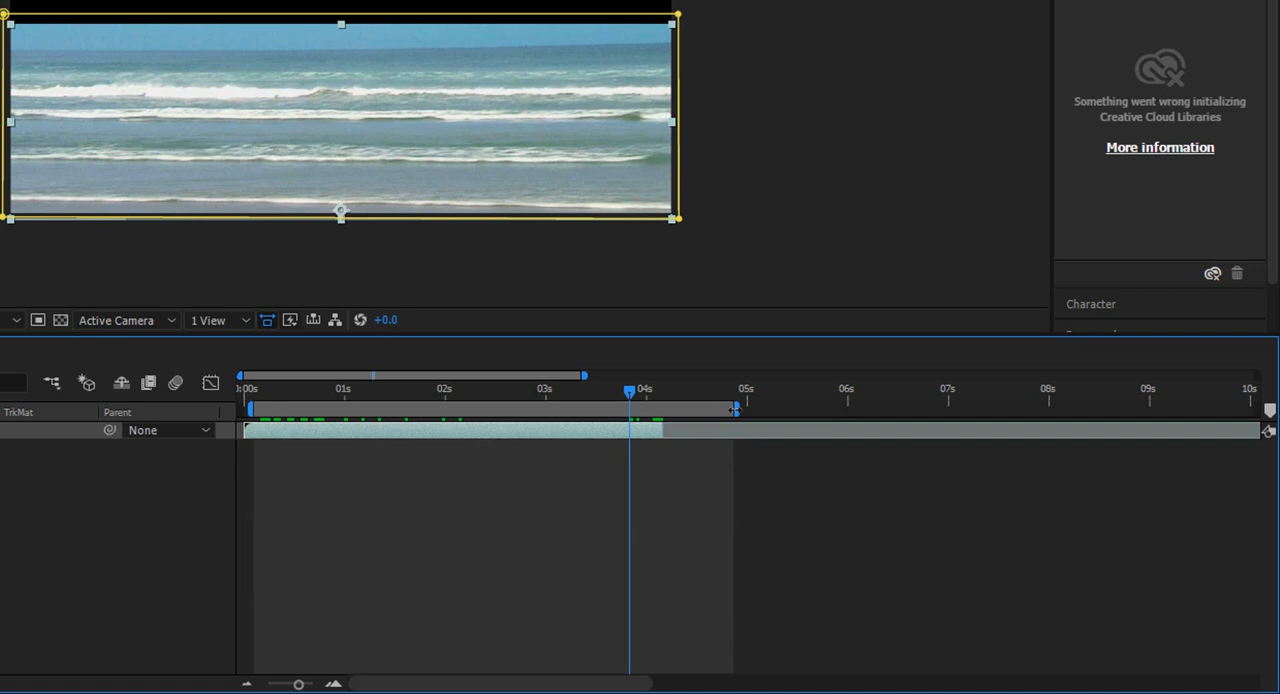 Something went wrong initializing
Creative Cloud Libraries
More information
Character
Active Camera
1 View
+0.0
0:00s
01s
02s
03s
04s
05s
06s
07s
08s
09s
10s
TrkMat
Parent
None